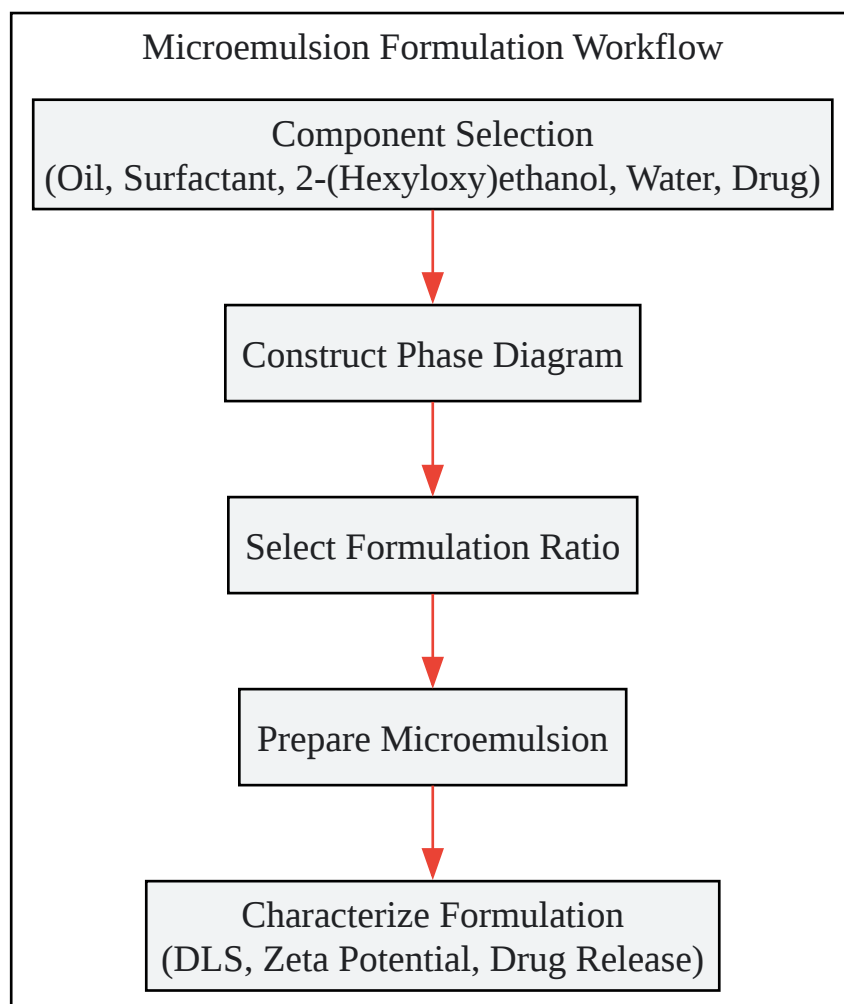 Microemulsion Formulation Workflow
Component Selection
(Oil, Surfactant, 2-(Hexyloxy)ethanol, Water, Drug)
Construct Phase Diagram
Select Formulation Ratio
Prepare Microemulsion
Characterize Formulation
(DLS, Zeta Potential, Drug Release)